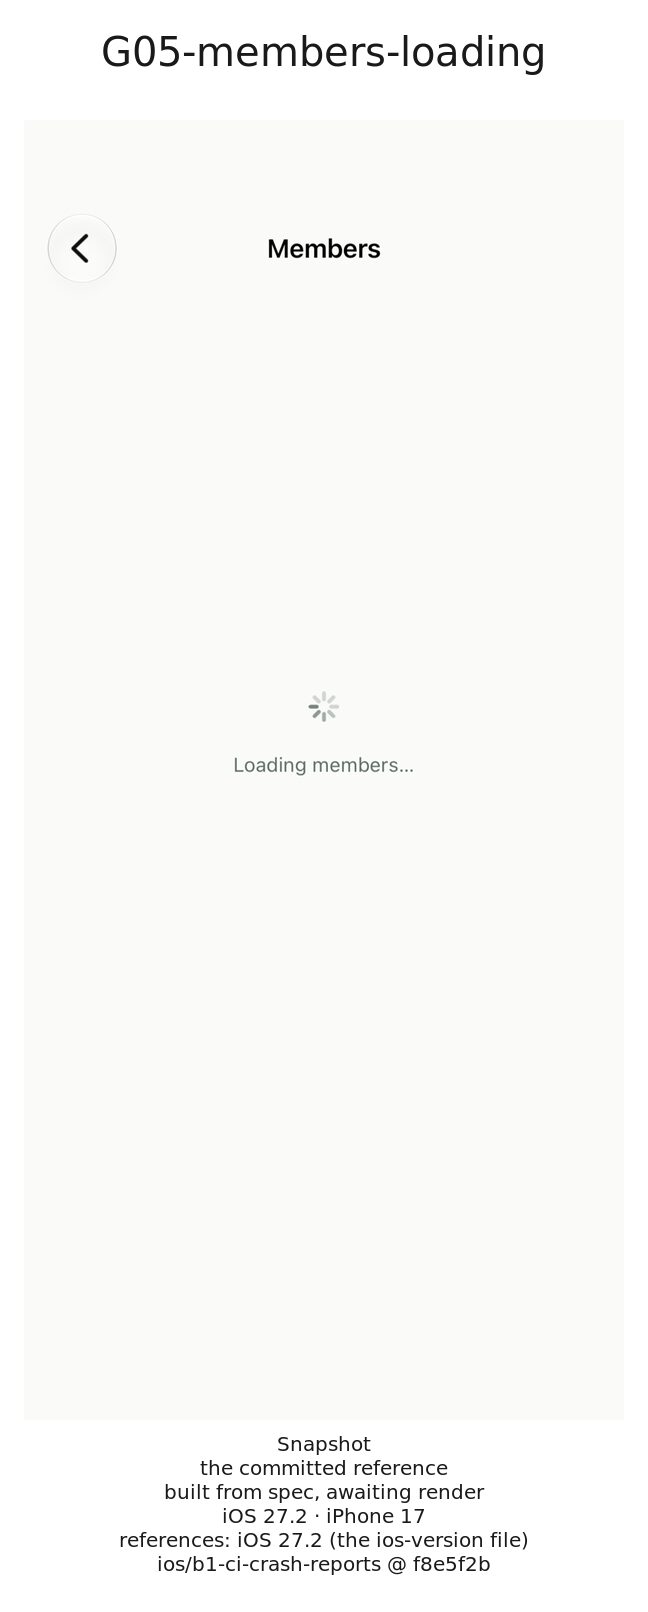 G05-members-loading
Members
Loading members...
Snapshot
the committed reference
built from spec, awaiting render
iOS 27.2 · iPhone 17
references: iOS 27.2 (the ios-version file)
ios/b1-ci-crash-reports @ f8e5f2b